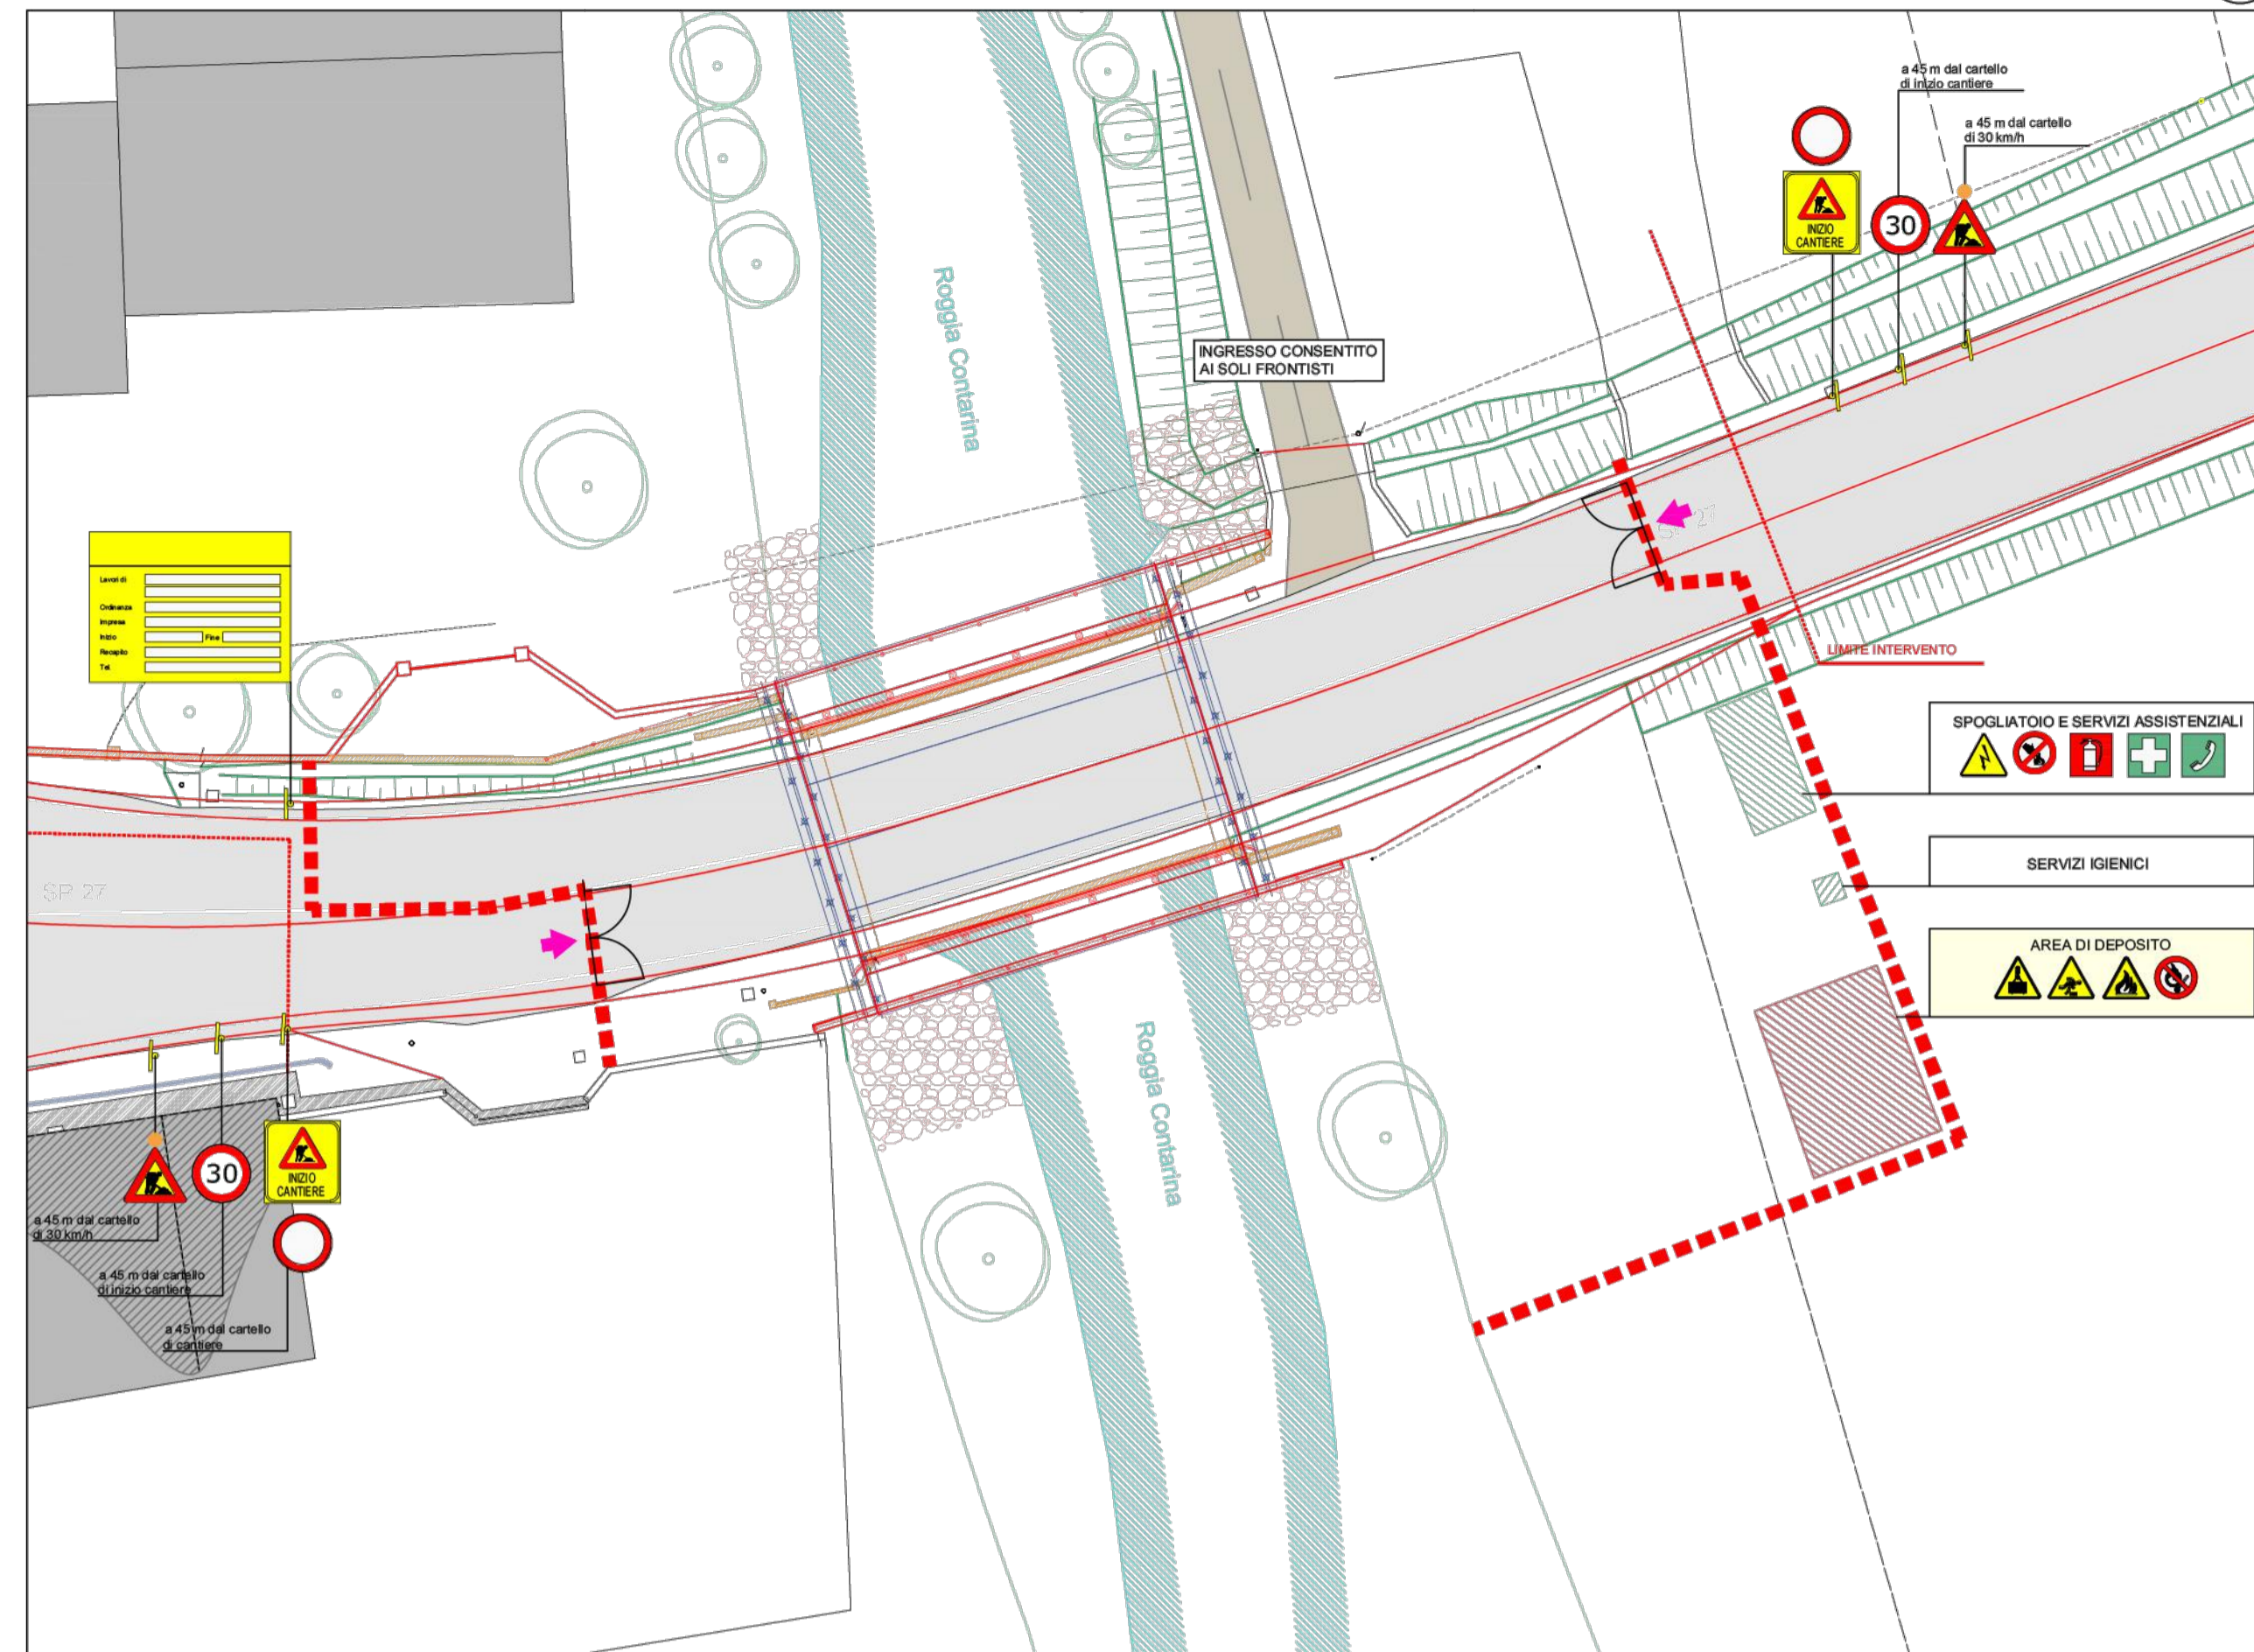 a 45 m dal cartello
di inizio cantiere
a 45 m dal cartello
di 30 km/h
INIZIO
CANTIERE
30
Roggia Contarina
INGRESSO CONSENTITO
AI SOLI FRONTISTI
SP 27
Lavori di
Ordinanza
Impresa
Inizio
Fine
Recapito
Tel.
LIMITE INTERVENTO
SPOGLIATOIO E SERVIZI ASSISTENZIALI
SERVIZI IGIENICI
AREA DI DEPOSITO
SP 27
Roggia Contarina
30
INIZIO
CANTIERE
a 45 m dal cartello
di 30 km/h
a 45 m dal cartello
di inizio cantiere
a 45 m dal cartello
di cantiere